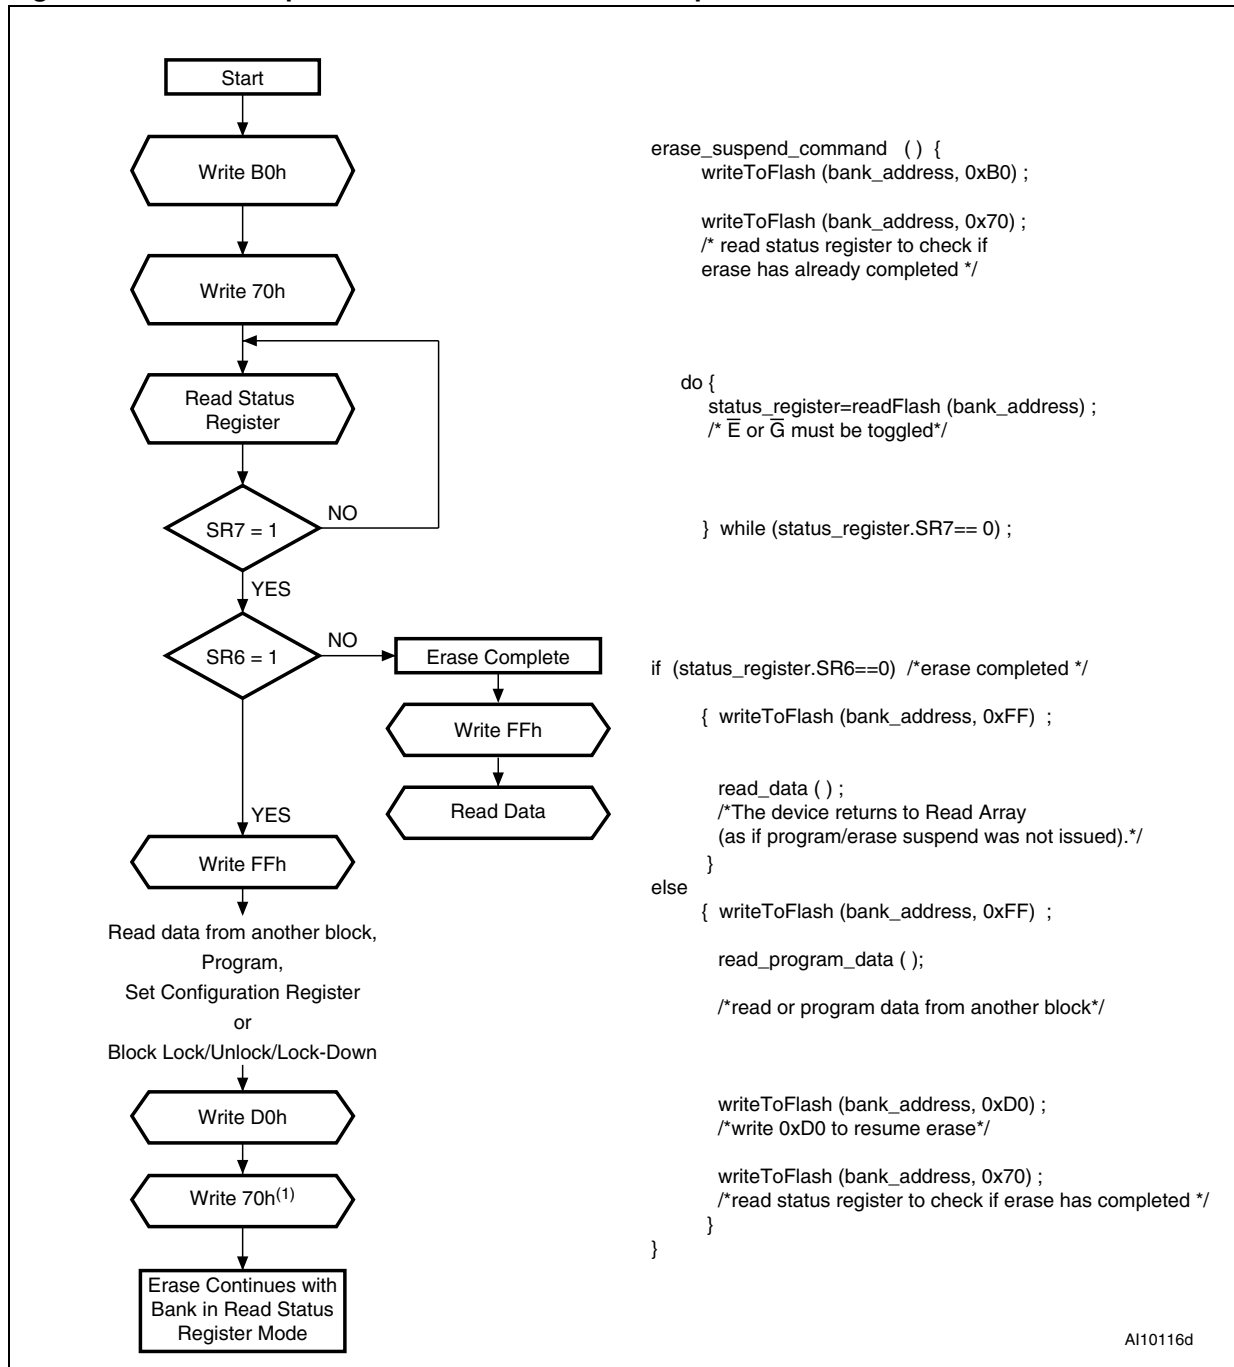 Start
Write B0h
Write 70h
Read Status
Register
SR7 = 1
NO
YES
SR6 = 1
NO
Erase Complete
Write FFh
Read Data
YES
Write FFh
Read data from another block,
Program,
Set Configuration Register
or
Block Lock/Unlock/Lock-Down
Write D0h
Write 70h(1)
Erase Continues with
Bank in Read Status
Register Mode
erase_suspend_command ( ) {
writeToFlash (bank_address, 0xB0) ;
writeToFlash (bank_address, 0x70) ;
/* read status register to check if
erase has already completed */
do {
status_register=readFlash (bank_address) ;
/* E̅ or G̅ must be toggled*/
} while (status_register.SR7== 0) ;
if (status_register.SR6==0) /*erase completed */
{ writeToFlash (bank_address, 0xFF) ;
read_data ( ) ;
/*The device returns to Read Array
(as if program/erase suspend was not issued).*/
}
else
{ writeToFlash (bank_address, 0xFF) ;
read_program_data ( );
/*read or program data from another block*/
writeToFlash (bank_address, 0xD0) ;
/*write 0xD0 to resume erase*/
writeToFlash (bank_address, 0x70) ;
/*read status register to check if erase has completed */
}
}
AI10116d